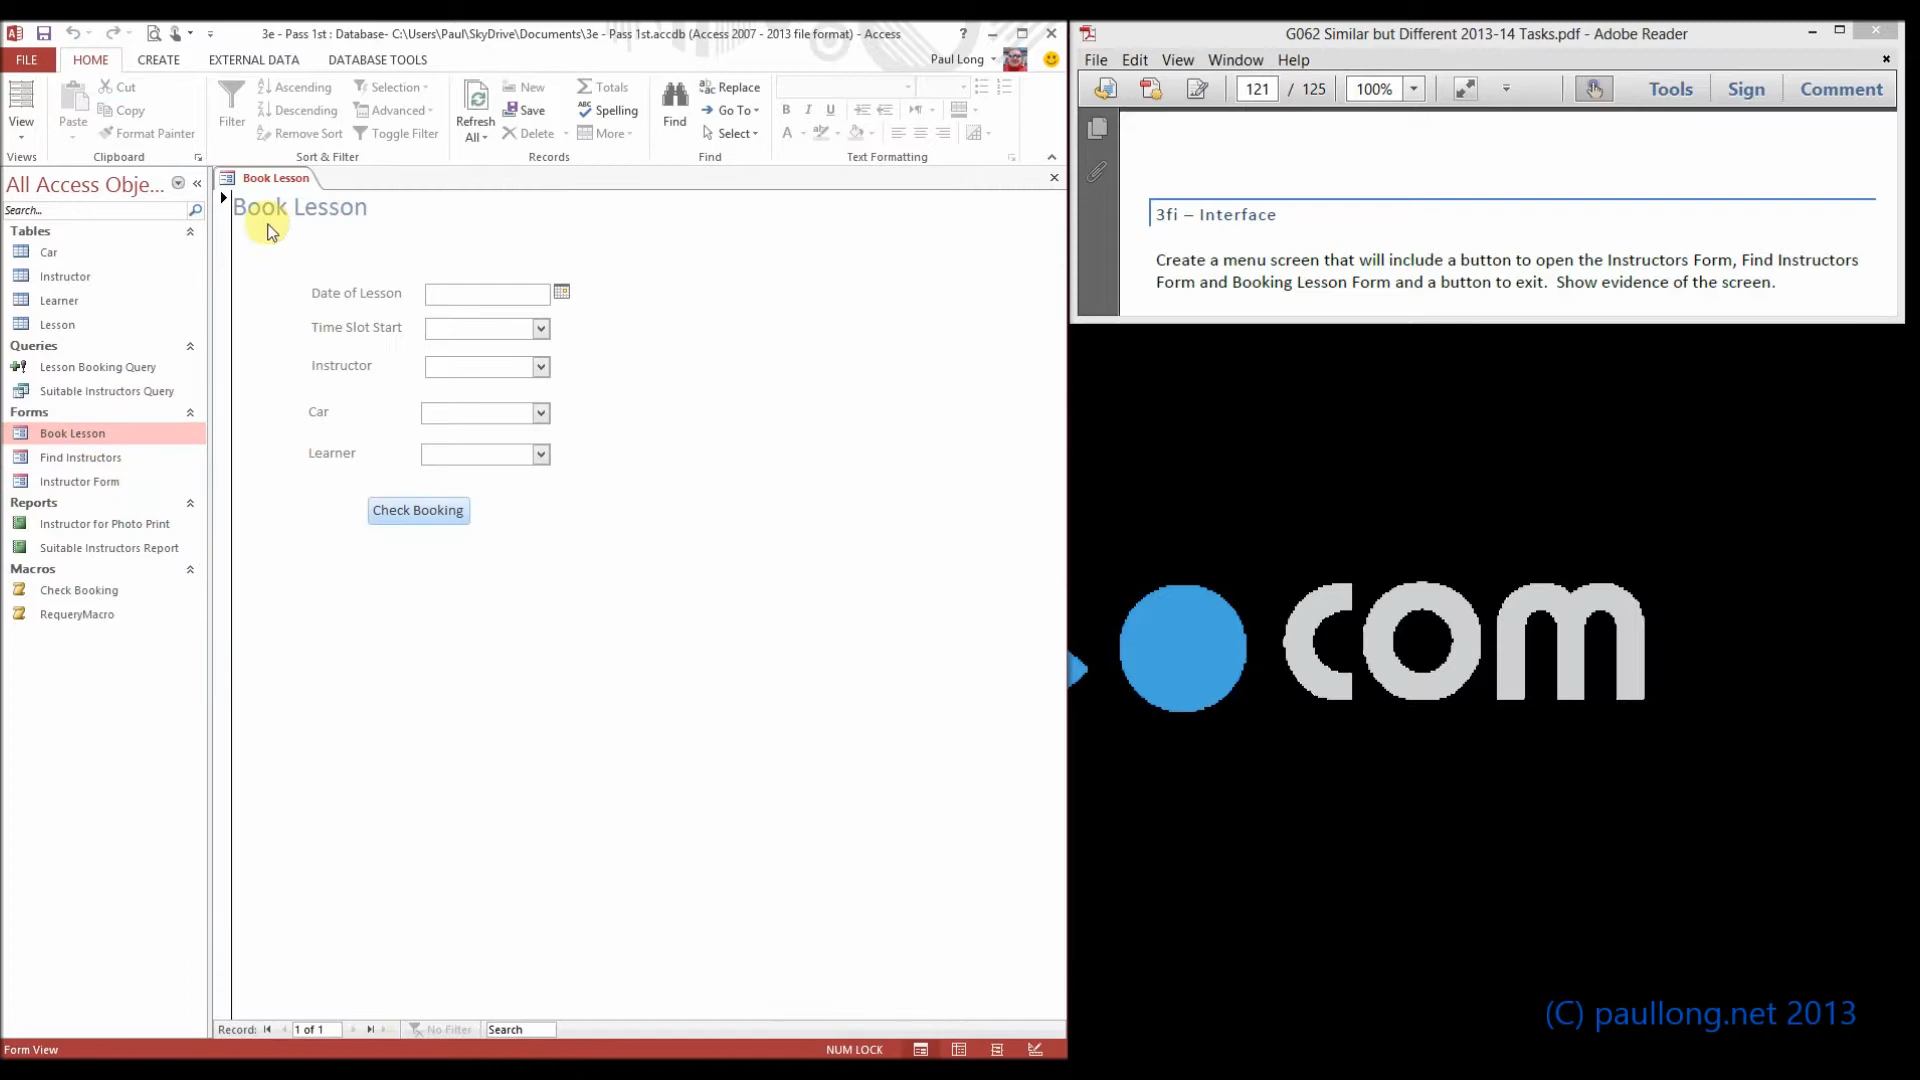 3e - Pass 1st : Database- C:\Users\Paul\SkyDrive\Documents\3e - Pass 1st.accdb (Access 2007 - 2013 file format) - Access
?
FILE HOME CREATE EXTERNAL DATA DATABASE TOOLS
Paul Long
View
Views
Paste
Cut
Copy
Format Painter
Clipboard
Filter
Ascending
Descending
Remove Sort
Selection
Advanced
Toggle Filter
Sort & Filter
Refresh
All
New
Save
Delete
Totals
Spelling
More
Records
Find
Replace
Go To
Select
Find
B I U
A
Text Formatting
All Access Obje...
Search...
Tables
Car
Instructor
Learner
Lesson
Queries
Lesson Booking Query
Suitable Instructors Query
Forms
Book Lesson
Find Instructors
Instructor Form
Reports
Instructor for Photo Print
Suitable Instructors Report
Macros
Check Booking
RequeryMacro
Book Lesson
Book Lesson
Date of Lesson
Time Slot Start
Instructor
Car
Learner
Check Booking
Record: 1 of 1 No Filter Search
Form View
NUM LOCK
G062 Similar but Different 2013-14 Tasks.pdf - Adobe Reader
File Edit View Window Help
121 / 125 100% Tools Sign Comment
3fi – Interface
Create a menu screen that will include a button to open the Instructors Form, Find Instructors
Form and Booking Lesson Form and a button to exit. Show evidence of the screen.
com
(C) paullong.net 2013